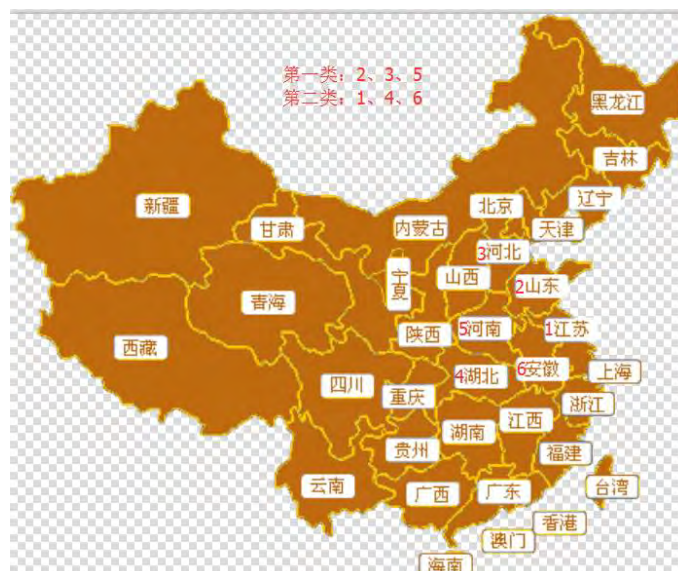 第一类：2、3、5
第二类：1、4、6
黑龙江
吉林
辽宁
新疆
北京
甘肃
内蒙古
天津
3河北
宁夏
山西
2山东
青海
陕西
5河南
1江苏
西藏
四川
4湖北
6安徽
上海
重庆
浙江
湖南
江西
贵州
福建
云南
广西
广东
台湾
香港
澳门
海南